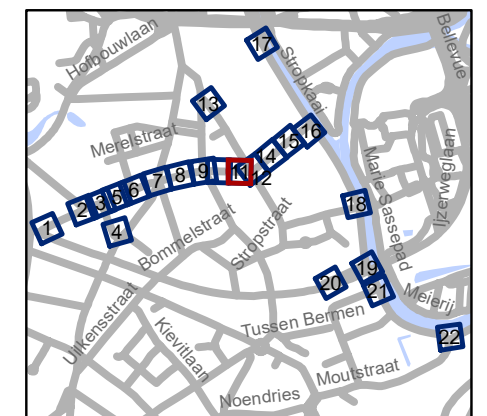 Hofbouwlaan
17
Stropkaai
Bellevue
13
Merelstraat
16
15
14
11
12
9
8
7
6
5
3
2
1
4
Marie Sassepad
Ijzerweglaan
18
Bommelstraat
Stropstraat
19
20
21
Meierij
Uilkensstraat
Kievitlaan
Tussen Bermen
22
Moutstraat
Noendries